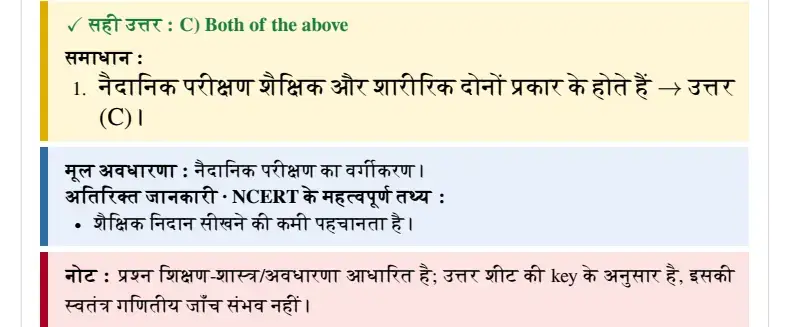 ✓ सही उत्तर : C) Both of the above
समाधान :
1. नैदानिक परीक्षण शैक्षिक और शारीरिक दोनों प्रकार के होते हैं → उत्तर
(C)।
मूल अवधारणा : नैदानिक परीक्षण का वर्गीकरण।
अतिरिक्त जानकारी · NCERT के महत्वपूर्ण तथ्य :
• शैक्षिक निदान सीखने की कमी पहचानता है।
नोट : प्रश्न शिक्षण-शास्त्र/अवधारणा आधारित है; उत्तर शीट की key के अनुसार है, इसकी
स्वतंत्र गणितीय जाँच संभव नहीं।